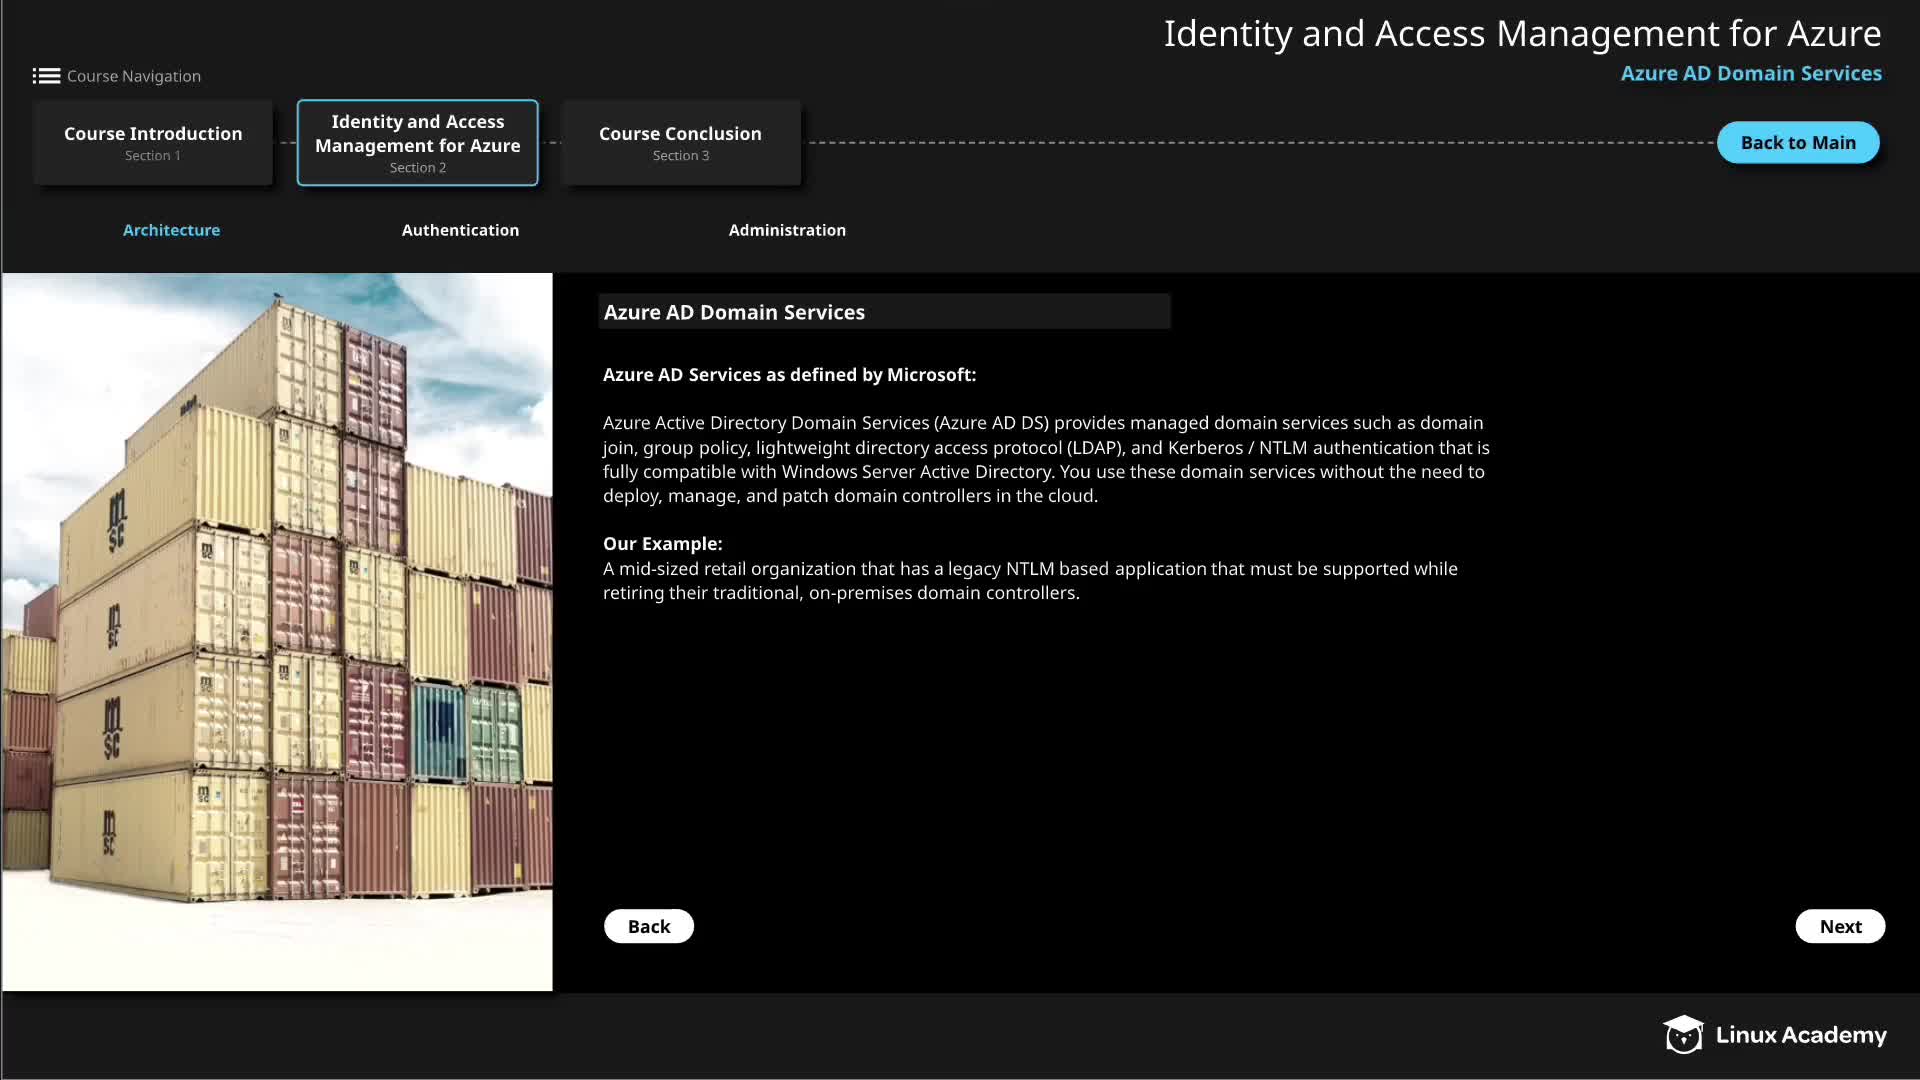 Identity and Access Management for Azure
Azure AD Domain Services
Course Navigation
Course Introduction
Section 1
Identity and Access
Management for Azure
Section 2
Course Conclusion
Section 3
Back to Main
Architecture
Authentication
Administration
Azure AD Domain Services
Azure AD Services as defined by Microsoft:
Azure Active Directory Domain Services (Azure AD DS) provides managed domain services such as domain
join, group policy, lightweight directory access protocol (LDAP), and Kerberos / NTLM authentication that is
fully compatible with Windows Server Active Directory. You use these domain services without the need to
deploy, manage, and patch domain controllers in the cloud.
Our Example:
A mid-sized retail organization that has a legacy NTLM based application that must be supported while
retiring their traditional, on-premises domain controllers.
m
sc
m
sc
m
sc
m
sc
Back
Next
Linux Academy